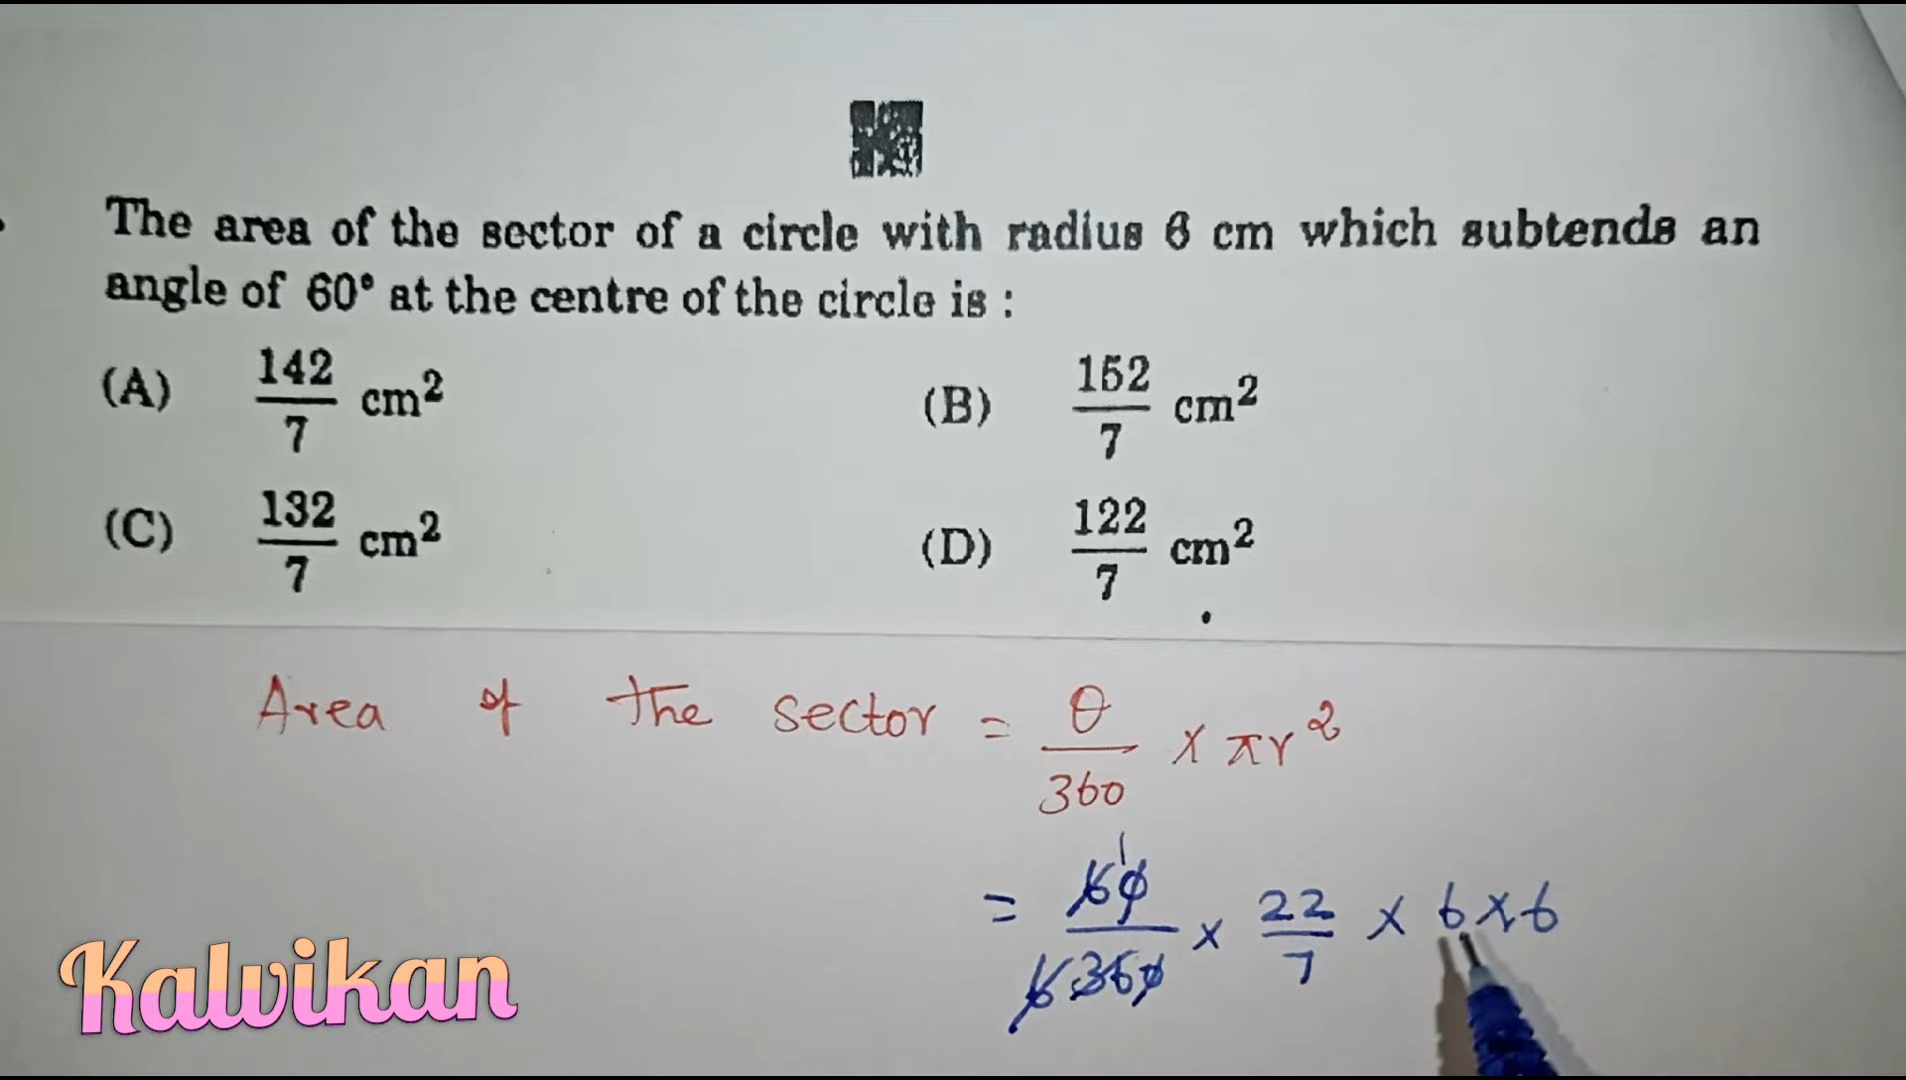 The area of the sector of a circle with radius 6 cm which subtends an
angle of 60° at the centre of the circle is :
(A) 142/7 cm² (B) 152/7 cm²
(C) 132/7 cm² (D) 122/7 cm²
Area of the sector = θ/360 × πr²
= 60/360 × 22/7 × 6×6
1
6
Kalvikan